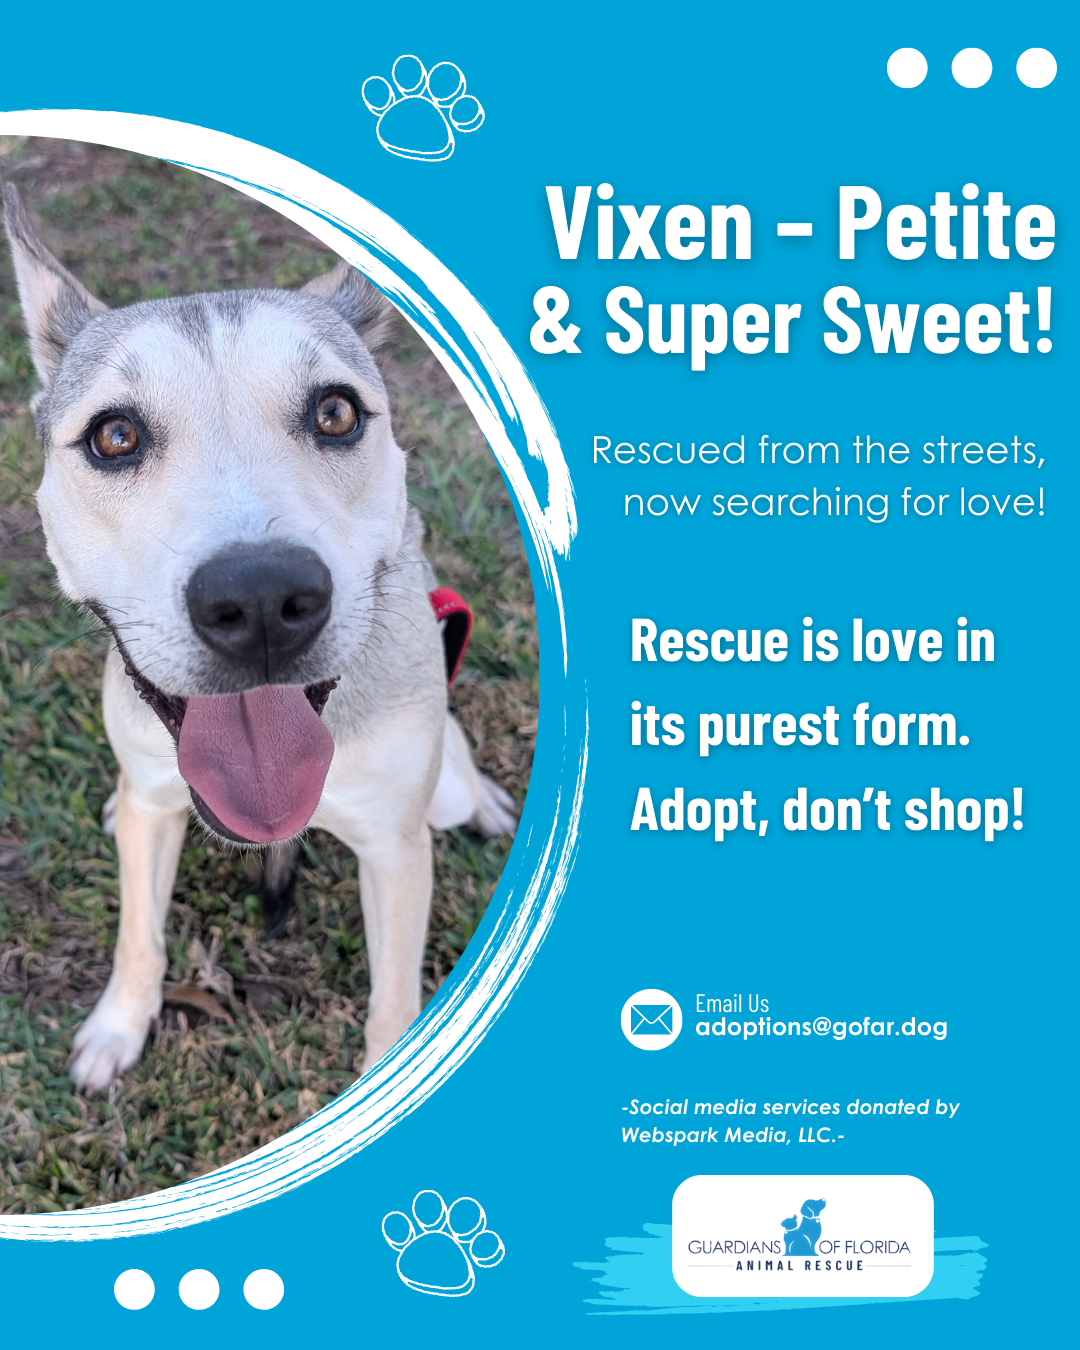 Vixen – Petite
& Super Sweet!
Rescued from the streets,
now searching for love!
Rescue is love in
its purest form.
Adopt, don’t shop!
Email Us
adoptions@gofar.dog
-Social media services donated by
Webspark Media, LLC.-
GUARDIANS OF FLORIDA
ANIMAL RESCUE